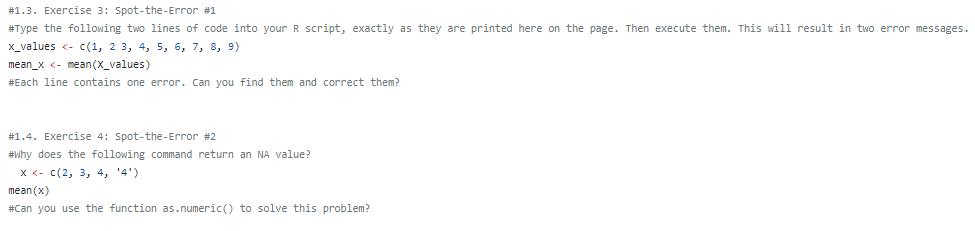 #1.3. Exercise 3: Spot-the-Error #1
#Type the following two lines of code into your R script, exactly as they are printed here on the page. Then execute them. This will result in two error messages.
x_values <- c(1, 2 3, 4, 5, 6, 7, 8, 9)
mean_x <- mean(X_values)
#Each line contains one error. Can you find them and correct them?
#1.4. Exercise 4: Spot-the-Error #2
#Why does the following command return an NA value?
x <- c(2, 3, 4, '4')
mean(x)
#Can you use the function as.numeric() to solve this problem?